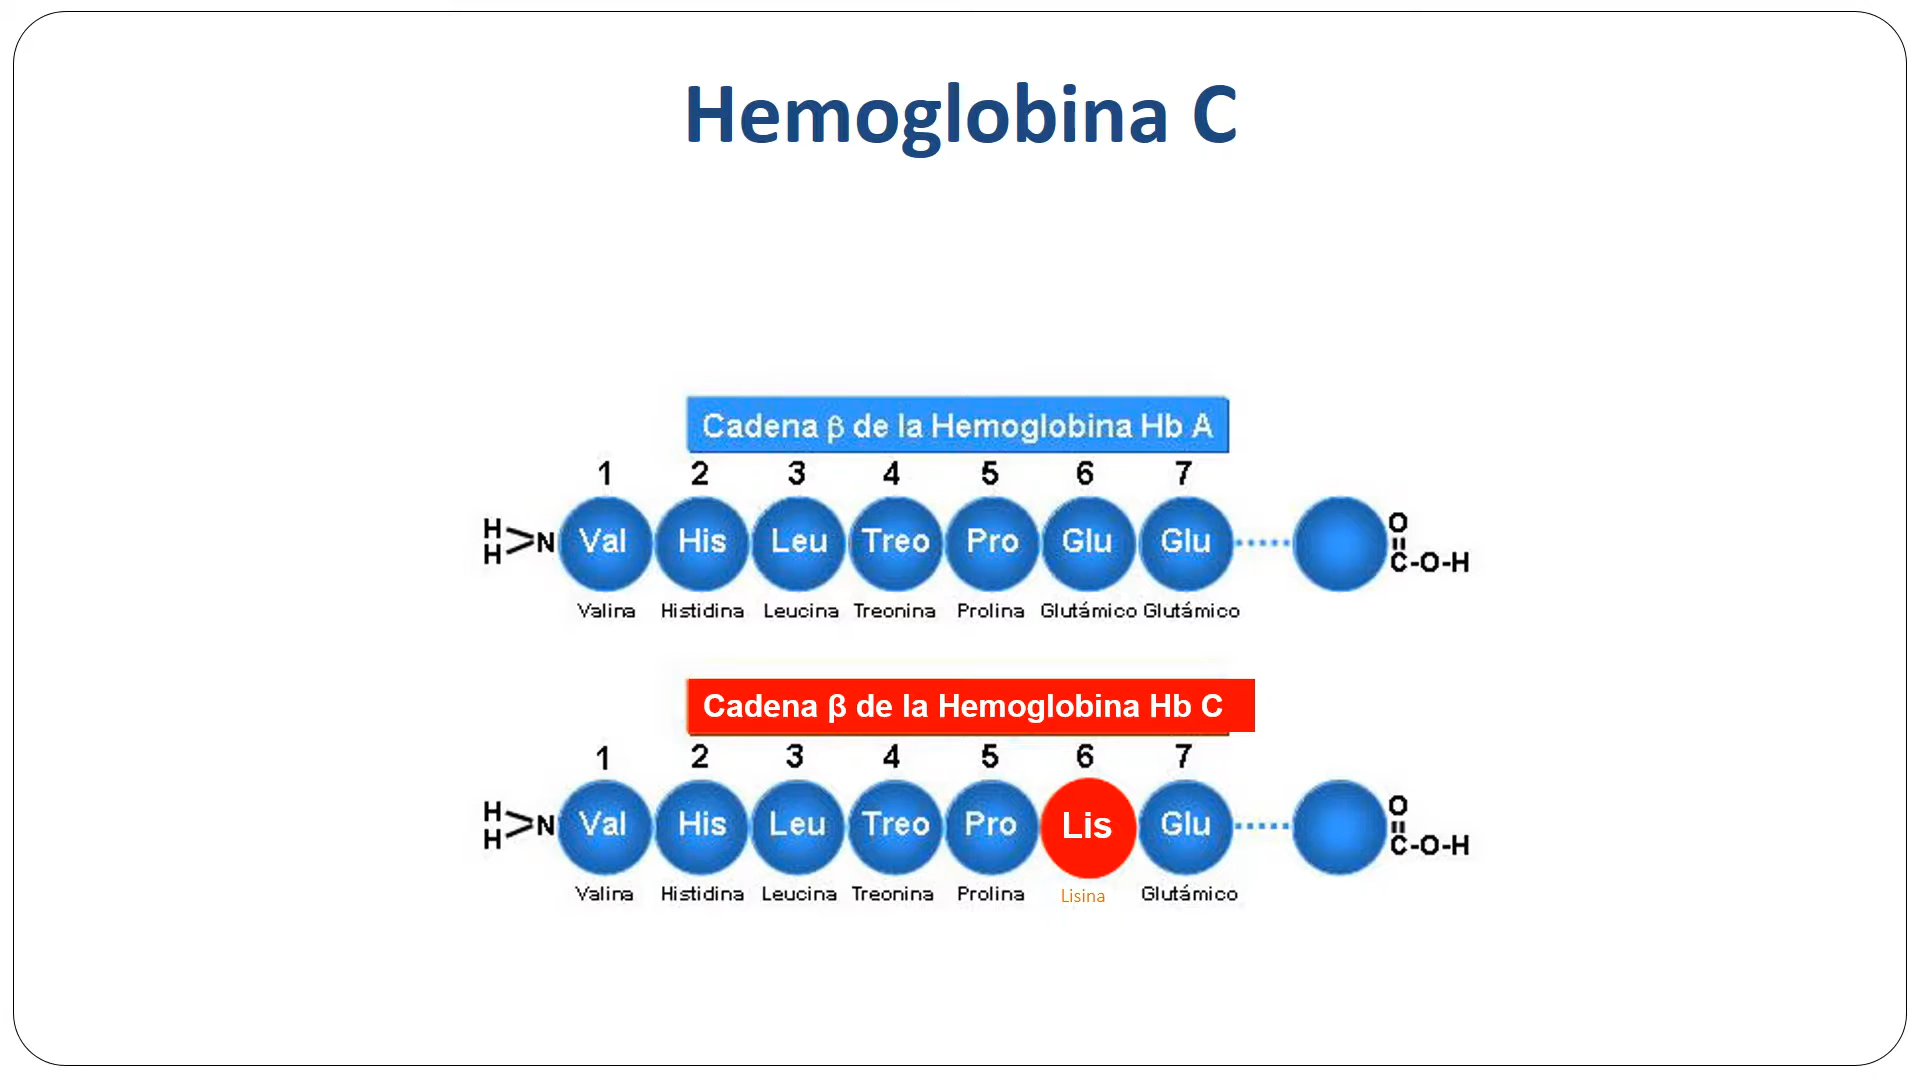 Hemoglobina C
Cadena β de la Hemoglobina Hb A
1 2 3 4 5 6 7
H
H > N Val His Leu Treo Pro Glu Glu
O
C-O-H
Valina Histidina Leucina Treonina Prolina Glutámico Glutámico
Cadena β de la Hemoglobina Hb C
1 2 3 4 5 6 7
H
H > N Val His Leu Treo Pro Lis Glu
O
C-O-H
Valina Histidina Leucina Treonina Prolina Lisina Glutámico